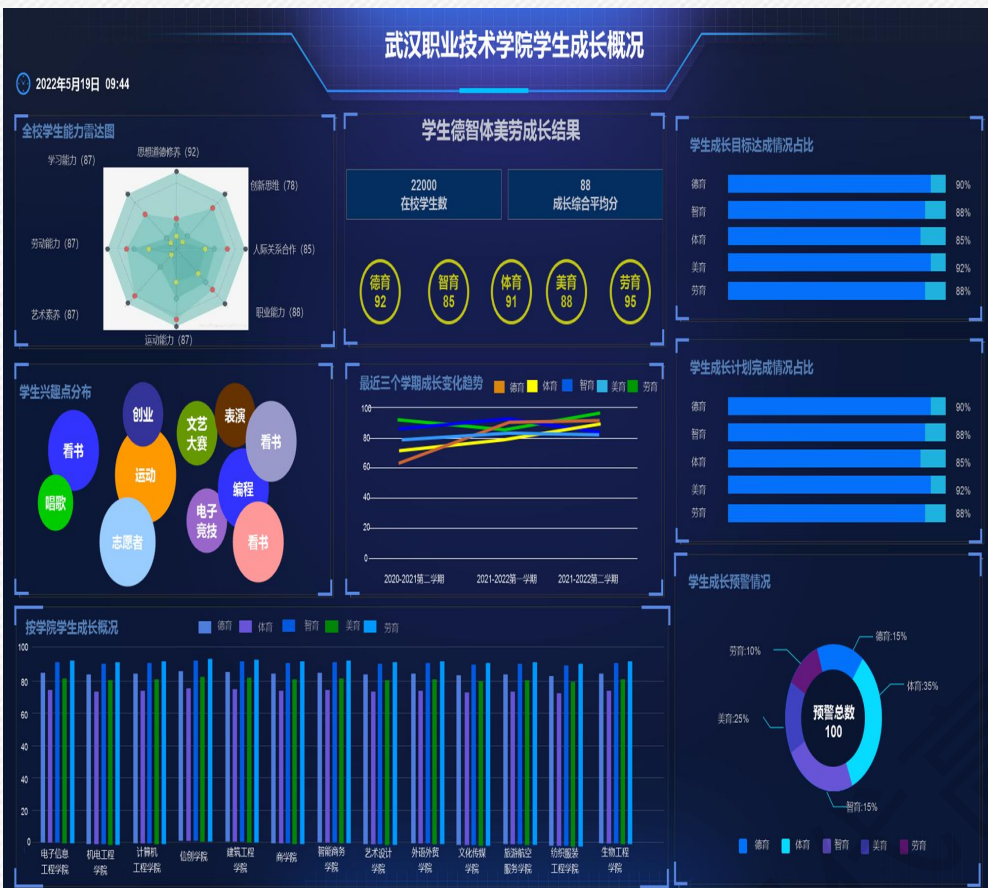 武汉职业技术学院学生成长概况
2022年5月19日 09:44
全校学生能力雷达图
思想道德修养（92）
学习能力（87）
创新思维（78）
劳动能力（87）
人际关系合作（85）
艺术素养（87）
职业能力（88）
运动能力（87）
学生德智体美劳成长结果
22000
在校学生数
88
成长综合平均分
德育
92
智育
85
体育
91
美育
88
劳育
95
学生成长目标达成情况占比
德育 90%
智育 88%
体育 85%
美育 92%
劳育 88%
学生兴趣点分布
看书
创业
文艺
大赛
表演
看书
运动
唱歌
编程
电子
竞技
志愿者
看书
最近三个学期成长变化趋势
德育 体育 智育 美育 劳育
100
80
60
40
20
0
2020-2021第二学期 2021-2022第一学期 2021-2022第二学期
学生成长计划完成情况占比
德育 90%
智育 88%
体育 85%
美育 92%
劳育 88%
按学院学生成长概况
德育 体育 智育 美育 劳育
100
80
60
40
20
0
电子信息
工程学院
机电工程
学院
计算机
工程学院
信创学院
建筑工程
学院
商学院
智能商务
学院
艺术设计
学院
外语外贸
学院
文化传媒
学院
旅游航空
服务学院
纺织服装
工程学院
生物工程
学院
学生成长预警情况
德育:15%
劳育:10%
体育:35%
美育:25%
预警总数
100
智育:15%
德育 体育 智育 美育 劳育